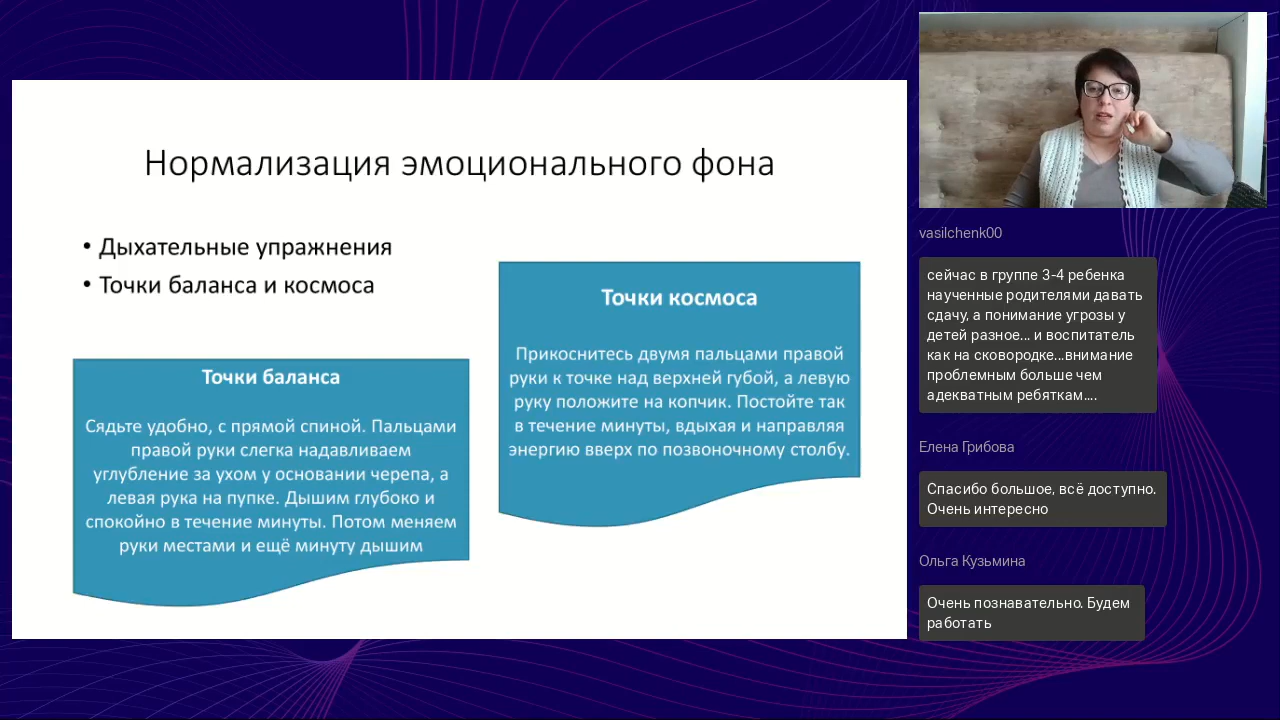 Нормализация эмоционального фона
• Дыхательные упражнения
• Точки баланса и космоса
Точки баланса
Сядьте удобно, с прямой спиной. Пальцами
правой руки слегка надавливаем
углубление за ухом у основании черепа, а
левая рука на пупке. Дышим глубоко и
спокойно в течение минуты. Потом меняем
руки местами и ещё минуту дышим
Точки космоса
Прикоснитесь двумя пальцами правой
руки к точке над верхней губой, а левую
руку положите на копчик. Постойте так
в течение минуты, вдыхая и направляя
энергию вверх по позвоночному столбу.
vasilchenk00
сейчас в группе 3-4 ребенка
наученные родителями давать
сдачу, а понимание угрозы у
детей разное... и воспитатель
как на сковородке...внимание
проблемным больше чем
адекватным ребяткам....
Елена Грибова
Спасибо большое, всё доступно.
Очень интересно
Ольга Кузьмина
Очень познавательно. Будем
работать